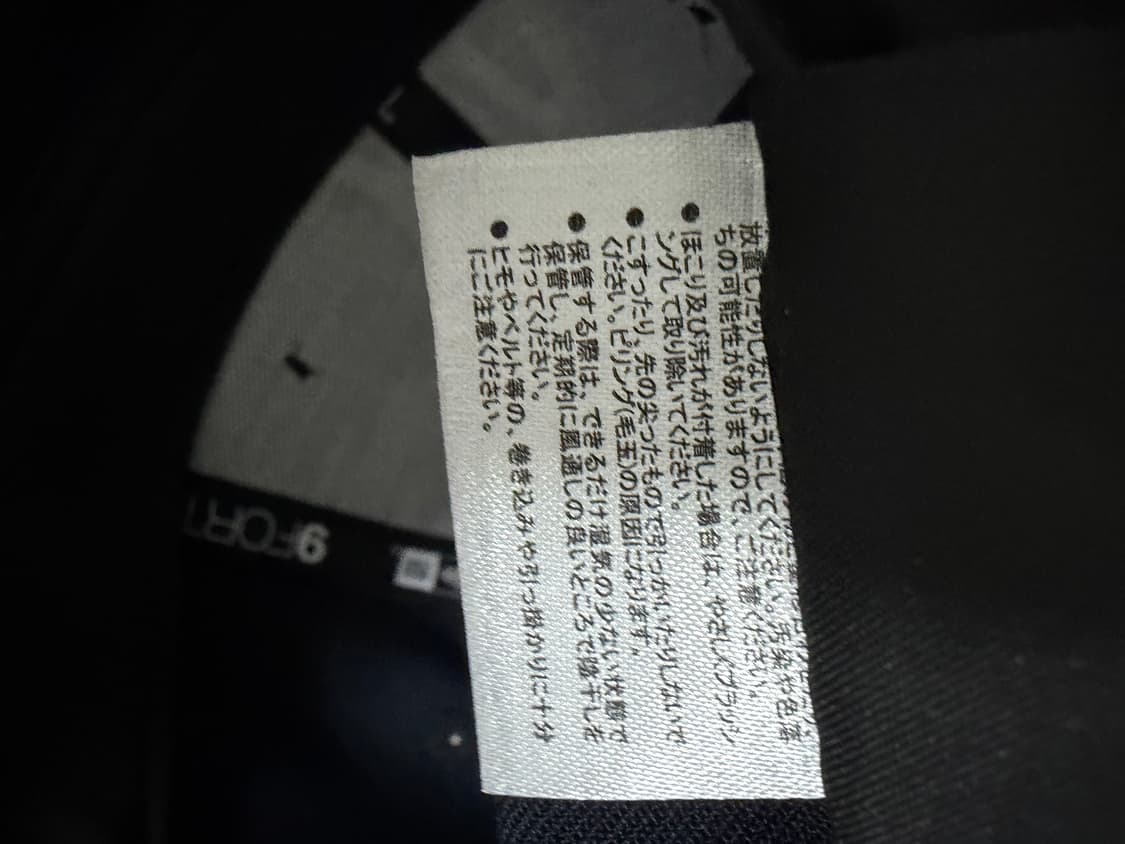 放置したりしないようにしてください。汚染や色落
ちの可能性がありますので、ご注意ください。
●ほこり及び汚れが付着した場合は、やさしくブラッシ
ングして取り除いてください。
●こすったり、先の尖ったもので引っかいたりしないで
ください。ピリング(毛玉)の原因になります。
●保管する際は、できるだけ湿気の少ない状態で
保管し、定期的に風通しの良いところで陰干しを
行ってください。
●ヒモやベルト等の、巻き込みや引っ掛かりに十分
にご注意ください。
9FORT